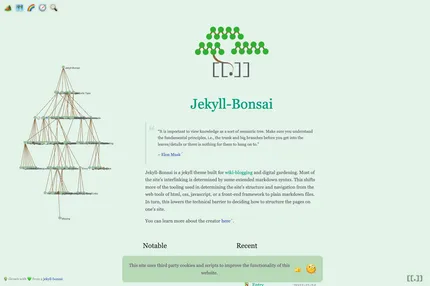 [[.]]
Jekyll-Bonsai
"It is important to view knowledge as a sort of semantic tree. Make sure you understand
the fundamental principles, i.e., the trunk and big branches before you get into the
leaves/details or there is nothing for them to hang on to."
- Elon Musk
Jekyll-Bonsai is a jekyll theme built for wiki-blogging and digital gardening. Most of
the site's interlinking is determined by some extended markdown syntax. This shifts
more of the tooling used in determining the site's structure and navigation from the
web tools of html, css, javascript, or a front-end framework to plain markdown files.
In turn, this lowers the technical barrier to deciding how to structure the pages on
one's site.
You can learn more about the creator here
Notable
Recent
This site uses third party cookies and scripts to improve the functionality of this
website.
Entry
[[.]]